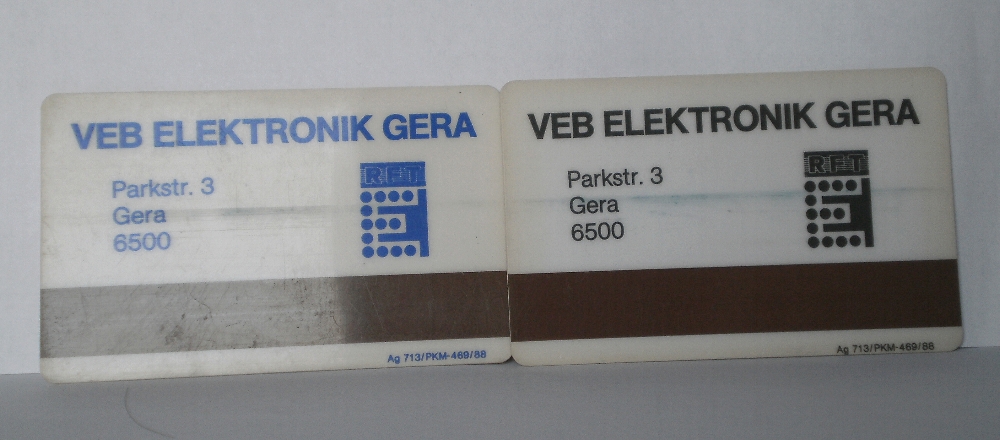 VEB ELEKTRONIK GERA
Parkstr. 3
Gera
6500
RFT
Ag 713/PKM-469/88
VEB ELEKTRONIK GERA
Parkstr. 3
Gera
6500
RFT
Ag 713/PKM-469/88